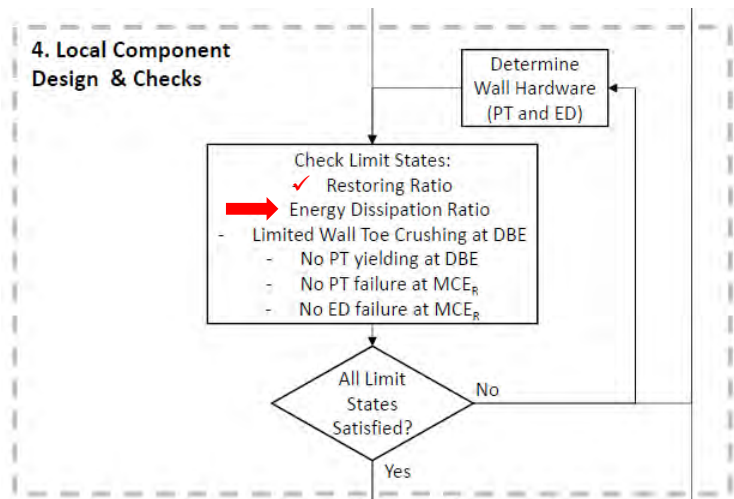 4. Local Component
Design & Checks
Determine
Wall Hardware
(PT and ED)
Check Limit States:
✓ Restoring Ratio
Energy Dissipation Ratio
- Limited Wall Toe Crushing at DBE
- No PT yielding at DBE
- No PT failure at MCE_R
- No ED failure at MCE_R
All Limit
States
Satisfied?
No
Yes